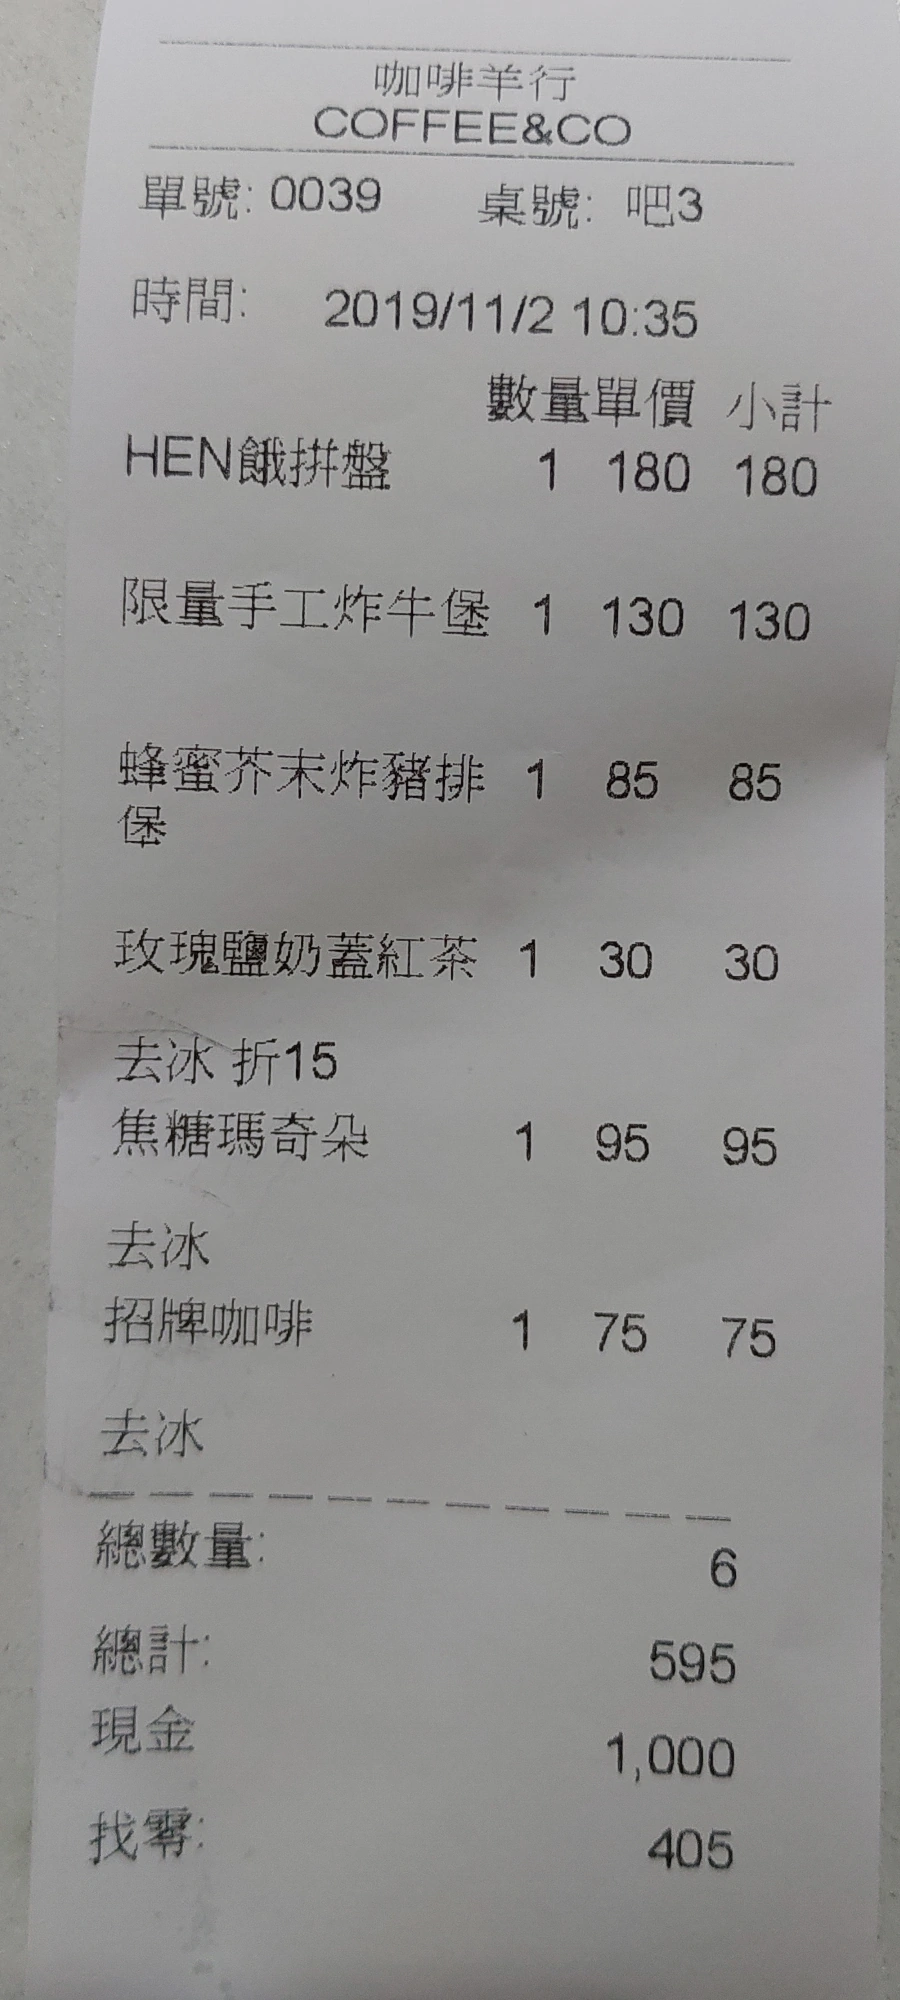 咖啡羊行
COFFEE&CO
單號: 0039 桌號: 吧3
時間: 2019/11/2 10:35
數量單價 小計
HEN餓拼盤 1 180 180
限量手工炸牛堡 1 130 130
蜂蜜芥末炸豬排 1 85 85
堡
玫瑰鹽奶蓋紅茶 1 30 30
去冰 折15
焦糖瑪奇朵 1 95 95
去冰
招牌咖啡 1 75 75
去冰
總數量: 6
總計: 595
現金 1,000
找零: 405